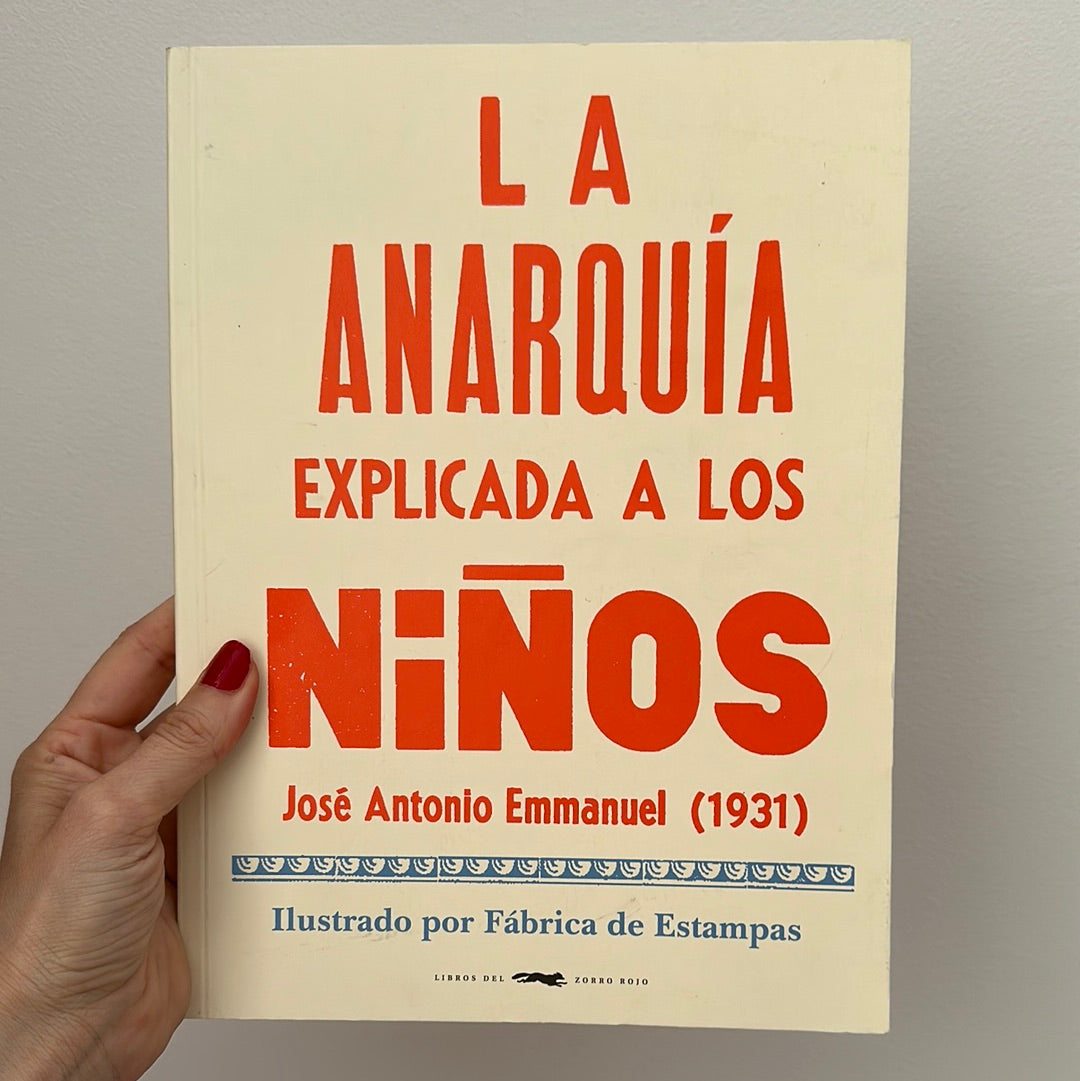 LA
ANARQUÍA
EXPLICADA A LOS
NIÑOS
José Antonio Emmanuel (1931)
Ilustrado por Fábrica de Estampas
LIBROS DEL ZORRO ROJO